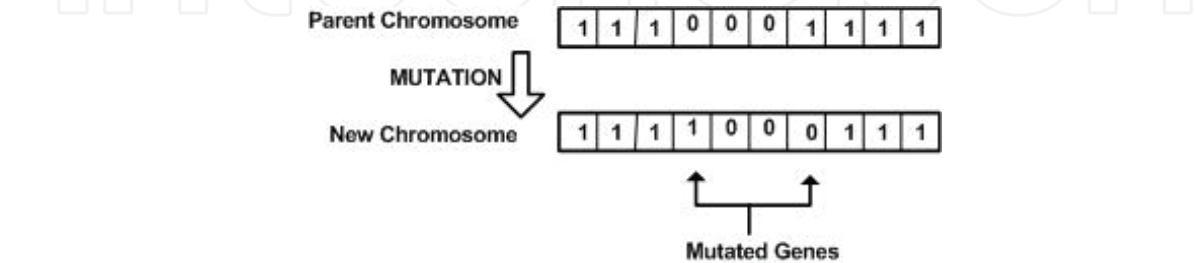 Parent Chromosome 1 1 1 0 0 0 1 1 1 1
MUTATION
New Chromosome 1 1 1 1 0 0 0 1 1 1
Mutated Genes